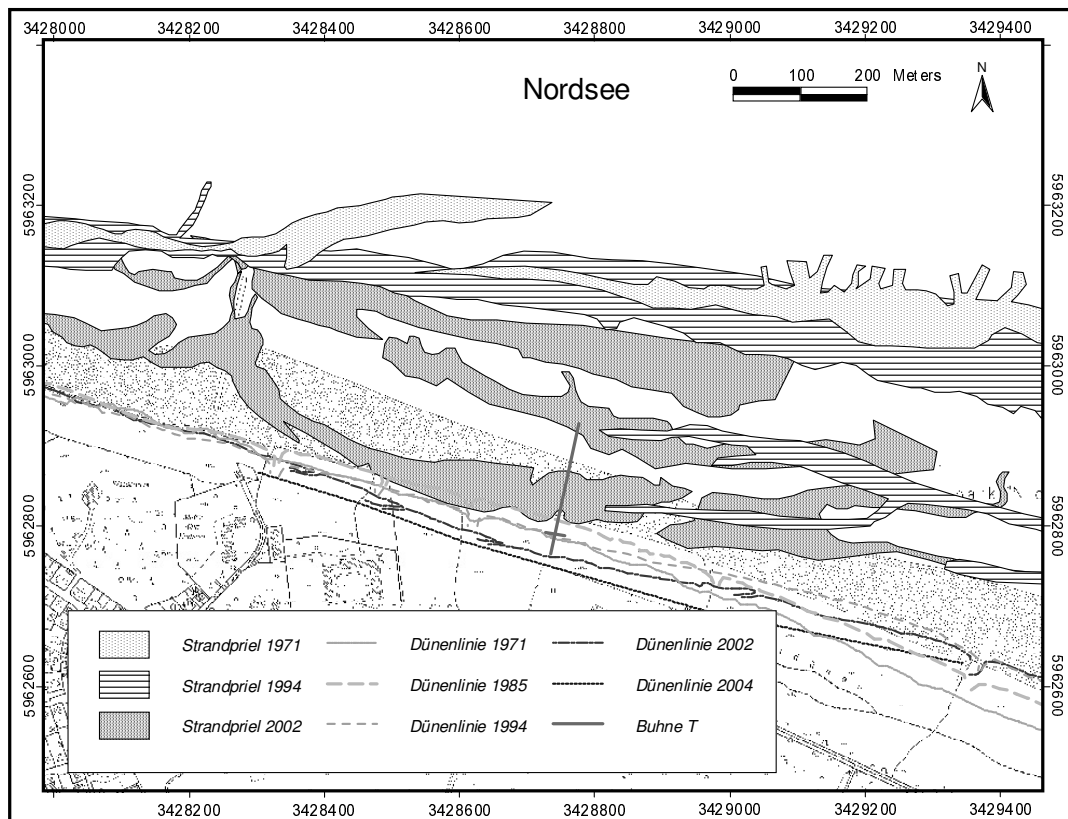 3428000 3428200 3428400 3428600 3428800 3429000 3429200 3429400
Nordsee
0 100 200 Meters
N
5963200
5963000
5962800
5962600
5963200
5963000
5962800
5962600
Strandpriel 1971
Dünenlinie 1971
Dünenlinie 2002
Strandpriel 1994
Dünenlinie 1985
Dünenlinie 2004
Strandpriel 2002
Dünenlinie 1994
Buhne T
3428200 3428400 3428600 3428800 3429000 3429200 3429400